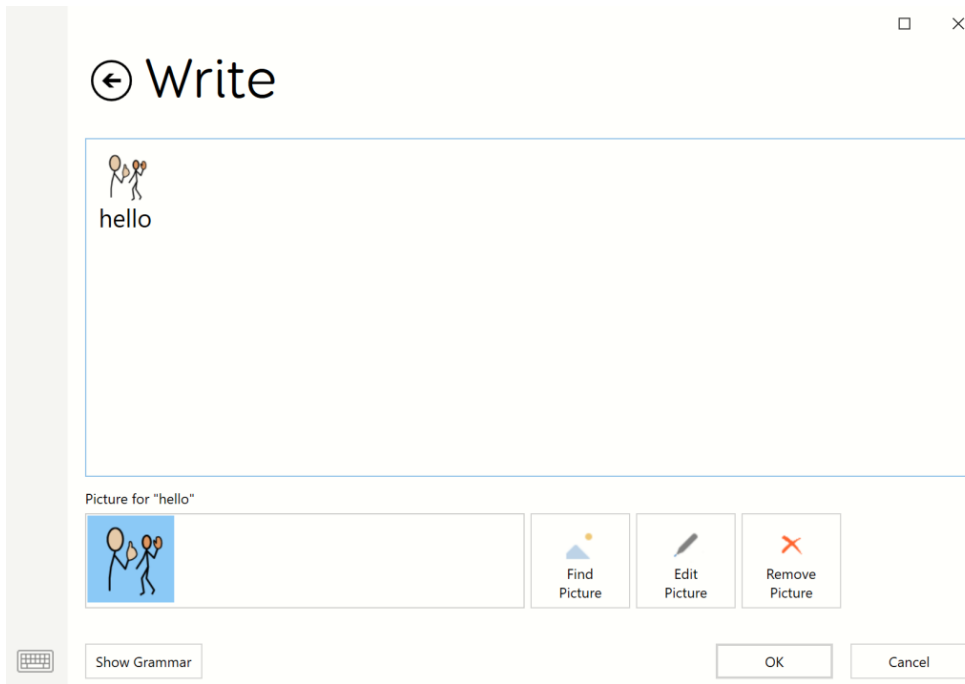 Write
hello
Picture for "hello"
Find
Picture
Edit
Picture
Remove
Picture
Show Grammar
OK
Cancel